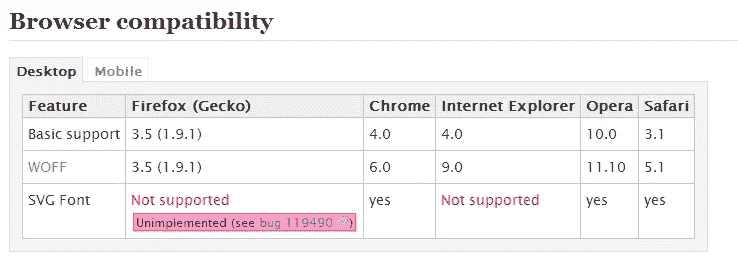 Browser compatibility
Desktop Mobile
Feature Firefox (Gecko) Chrome Internet Explorer Opera Safari
Basic support 3.5 (1.9.1) 4.0 4.0 10.0 3.1
WOFF 3.5 (1.9.1) 6.0 9.0 11.10 5.1
SVG Font Not supported yes Not supported yes yes
Unimplemented (see bug 119490)